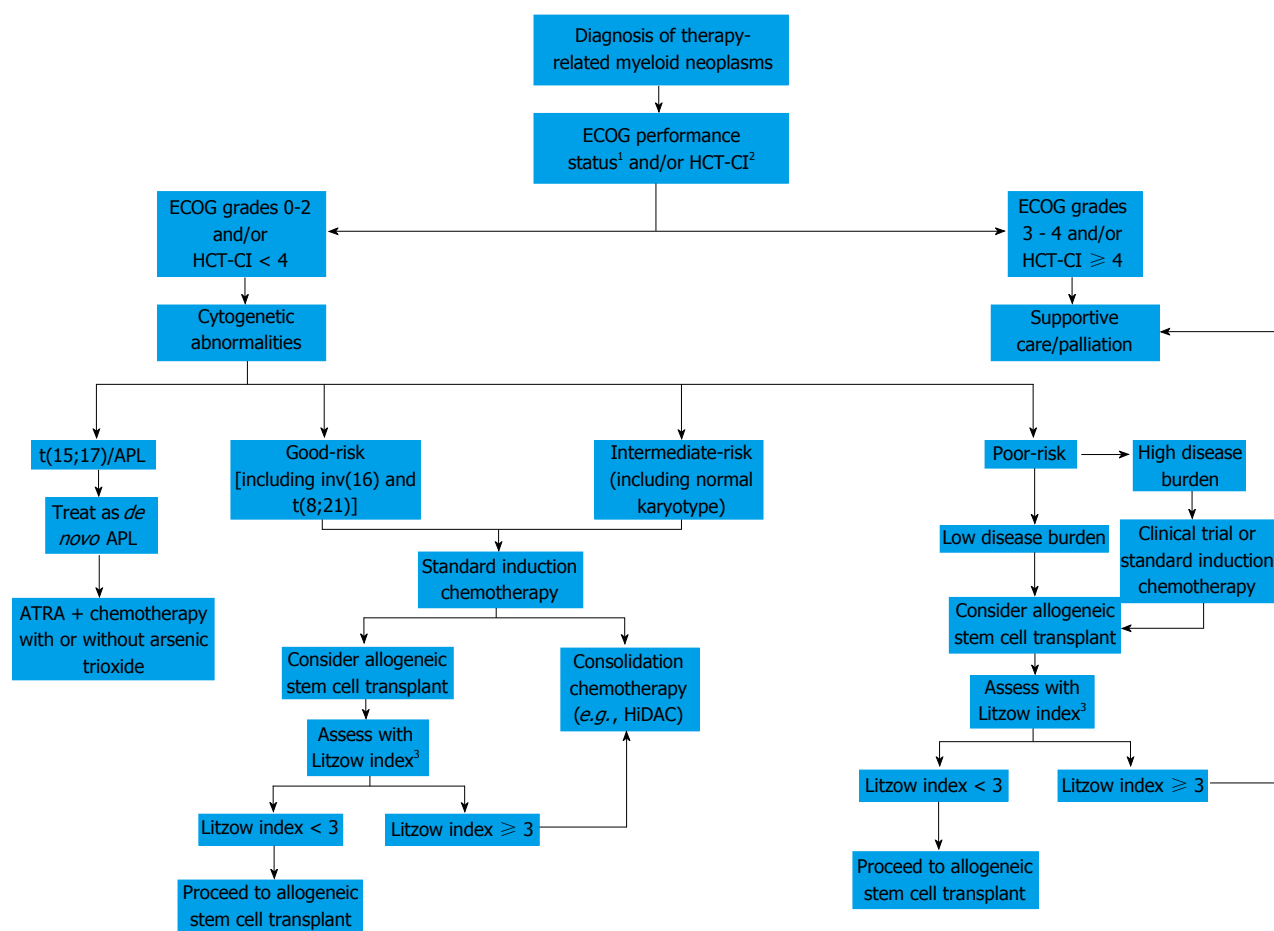 Diagnosis of therapy-
related myeloid neoplasms
ECOG performance
status¹ and/or HCT-CI²
ECOG grades 0-2
and/or
HCT-CI < 4
ECOG grades
3 - 4 and/or
HCT-CI ⩾ 4
Cytogenetic
abnormalities
Supportive
care/palliation
t(15;17)/APL
Good-risk
[including inv(16) and
t(8;21)]
Intermediate-risk
(including normal
karyotype)
Poor-risk
High disease
burden
Treat as de
novo APL
Low disease burden
Clinical trial or
standard induction
chemotherapy
Standard induction
chemotherapy
ATRA + chemotherapy
with or without arsenic
trioxide
Consider allogeneic
stem cell transplant
Consider allogeneic
stem cell transplant
Consolidation
chemotherapy
(e.g., HiDAC)
Assess with
Litzow index³
Assess with
Litzow index³
Litzow index < 3
Litzow index ⩾ 3
Litzow index < 3
Litzow index ⩾ 3
Proceed to allogeneic
stem cell transplant
Proceed to allogeneic
stem cell transplant